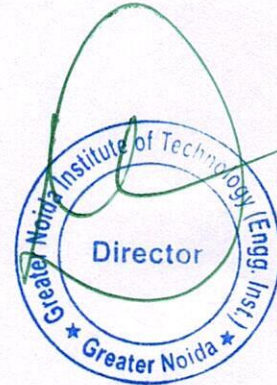 Greater Noida Institute of Technology (Engg. Inst.)
Director
★ Greater Noida ★